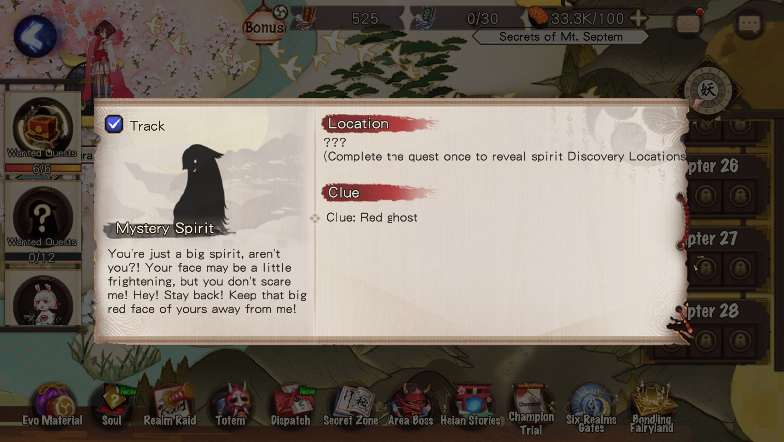 Bonus
525
0/30
33.3K/100
Secrets of Mt. Septem
妖
Track
Location
???
(Complete the quest once to reveal spirit Discovery Locations
Clue
Clue: Red ghost
Mystery Spirit
You're just a big spirit, aren't
you?! Your face may be a little
frightening, but you don't scare
me! Hey! Stay back! Keep that big
red face of yours away from me!
Wanted Quests
6/6
Wanted Quests
0/12
pter 26
pter 27
pter 28
Evo Material
New
Soul
Realm Raid
Totem
New
Dispatch
Secret Zone
Area Boss
Heian Stories
Champion
Trial
Six Realms
Gates
Bondling
Fairyland